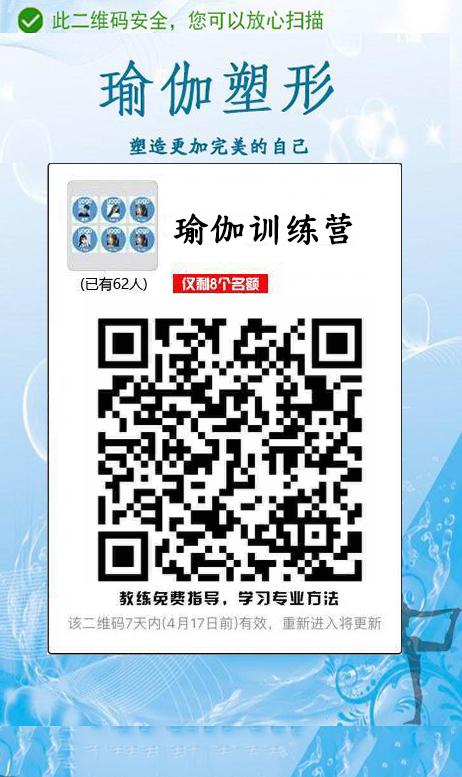 此二维码安全，您可以放心扫描
瑜伽塑形
塑造更加完美的自己
瑜伽训练营
(已有62人)
仅剩8个名额
教练免费指导，学习专业方法
该二维码7天内(4月17日前)有效，重新进入将更新